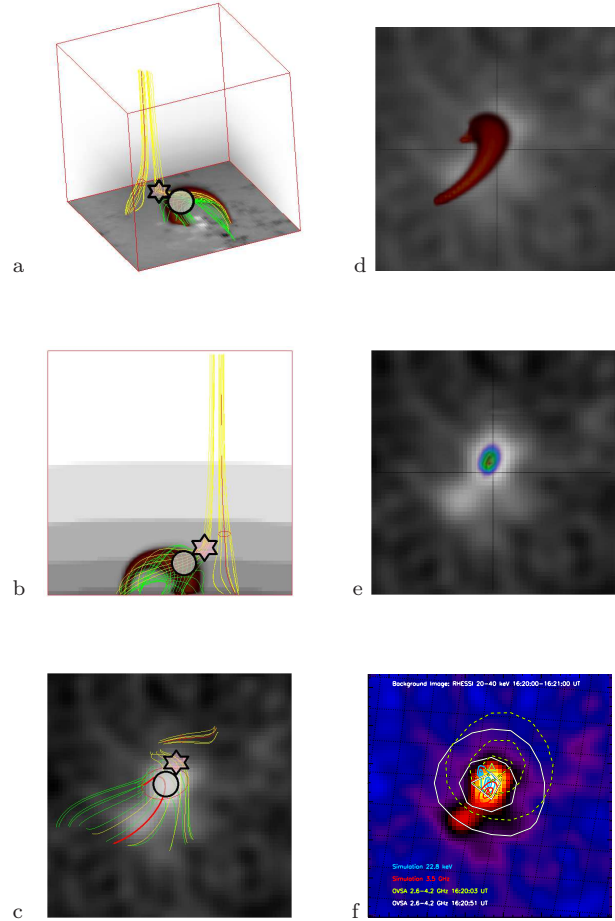 a
d
b
e
Background Image: RHESSI 20-40 keV 16:20:00-16:21:00 UT
Simulation 22.8 keV
Simulation 3.8 GHz
OVSA 2.6-4.2 GHz 16:20:03 UT
OVSA 2.6-4.2 GHz 16:20:51 UT
c
f